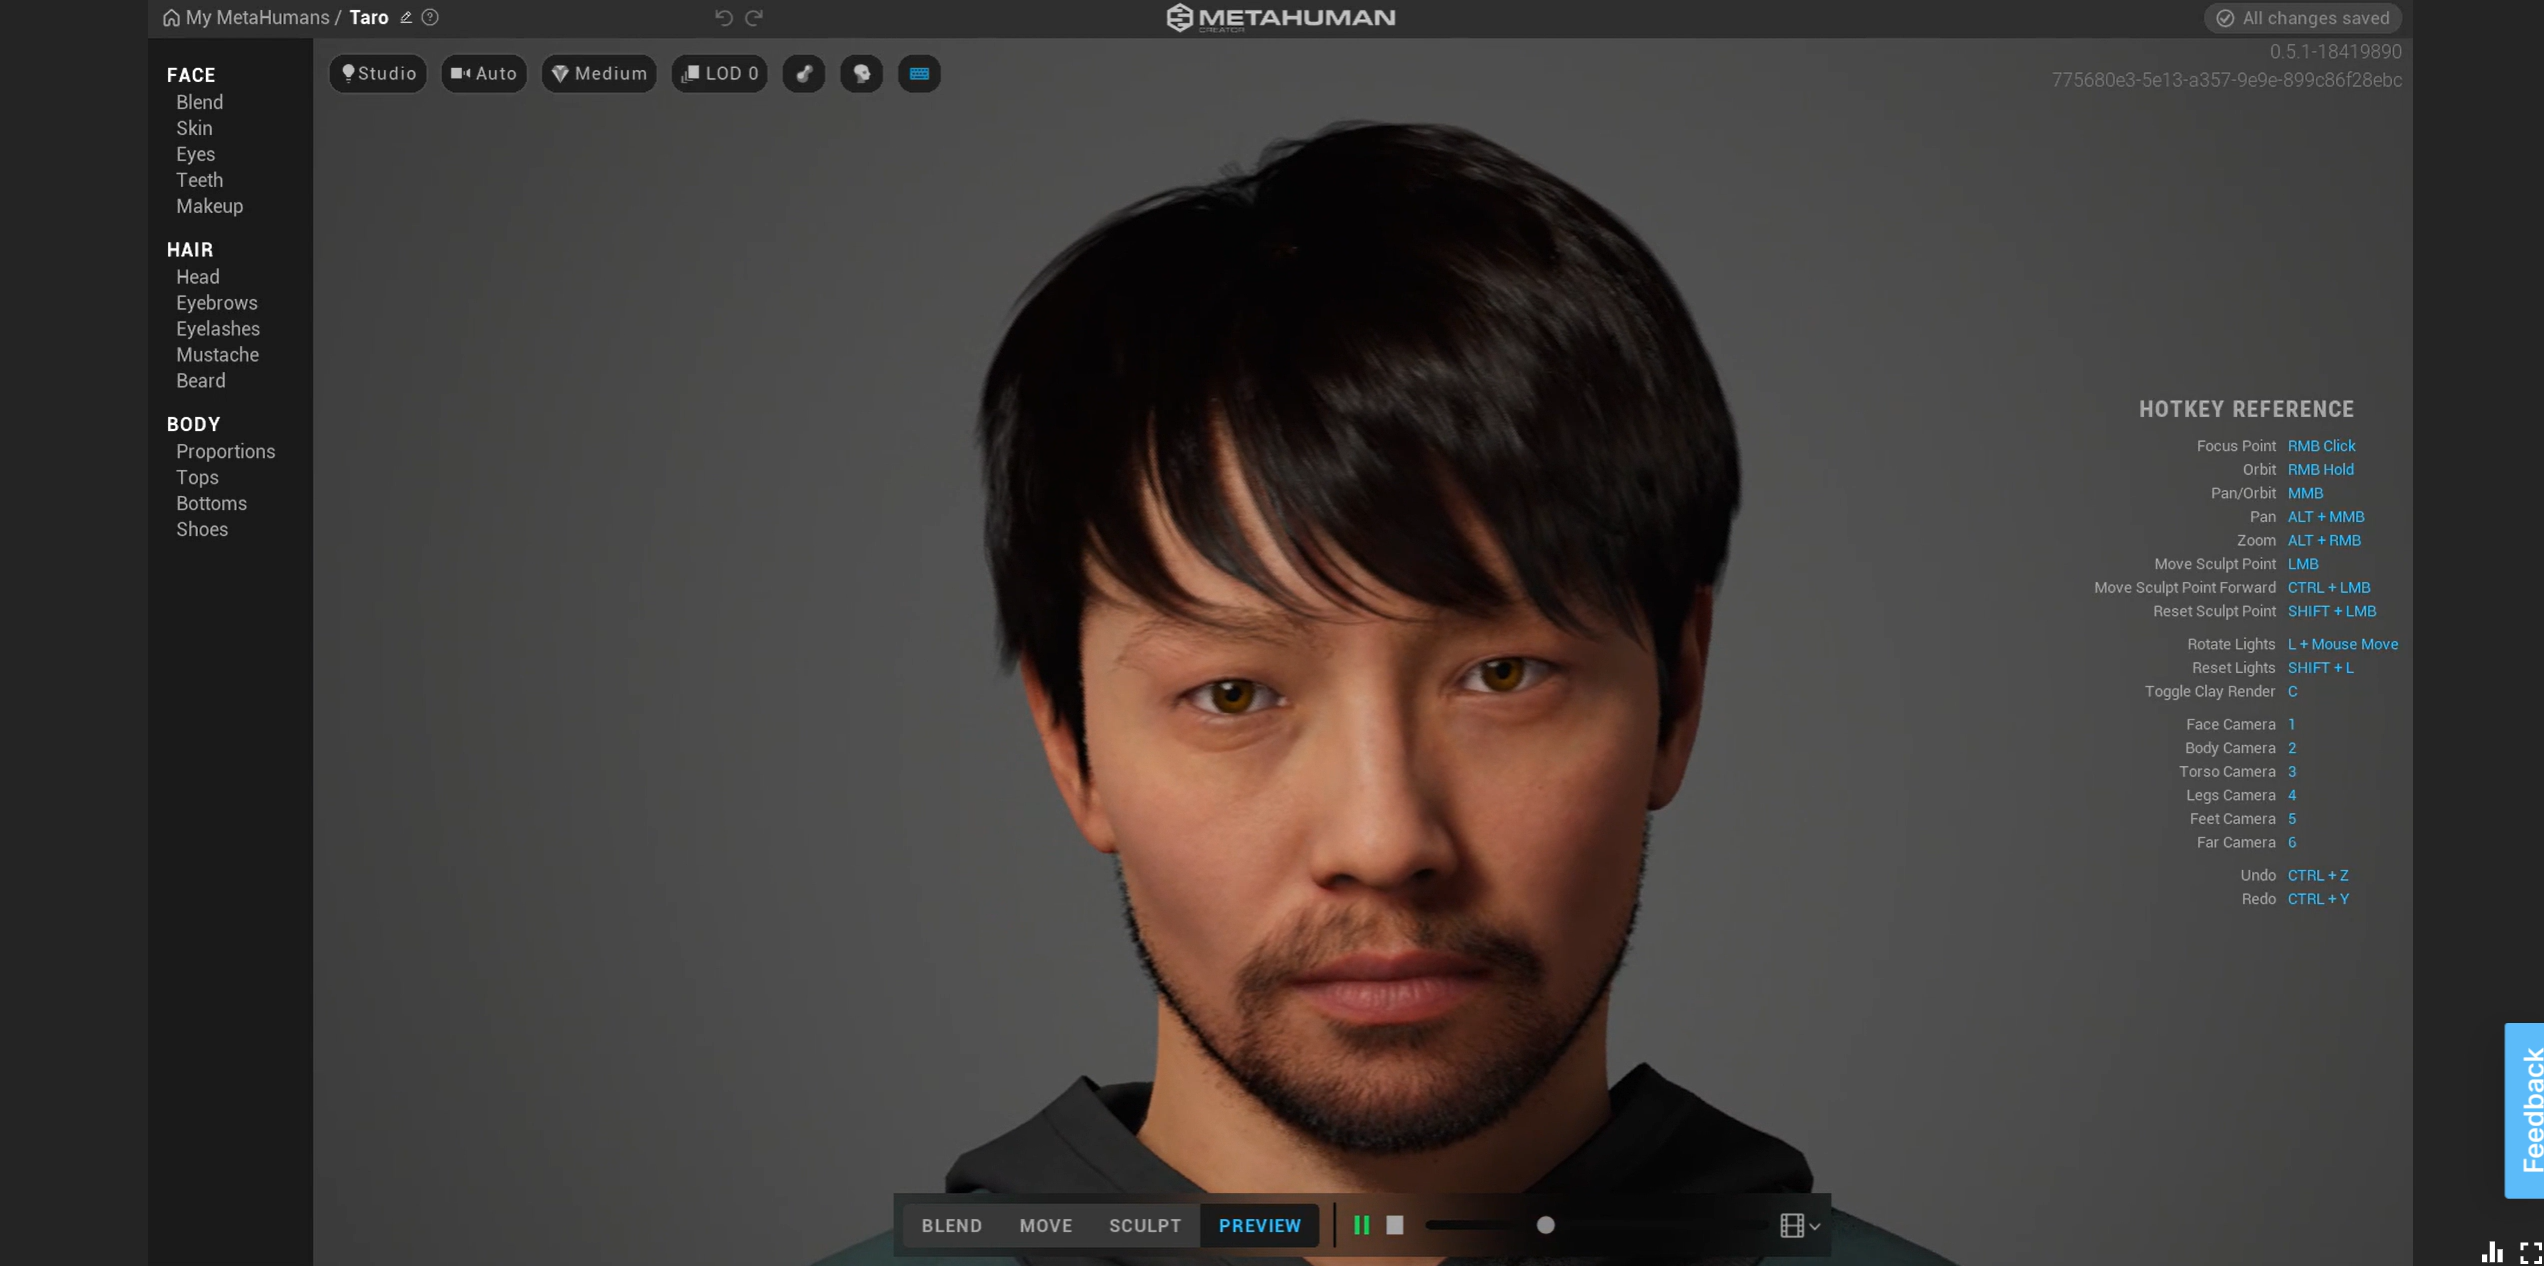 My MetaHumans / Taro
METAHUMAN
CREATOR
All changes saved
0.5.1-18419890
775680e3-5e13-a357-9e9e-899c86f28ebc
Studio
Auto
Medium
LOD 0
FACE
Blend
Skin
Eyes
Teeth
Makeup
HAIR
Head
Eyebrows
Eyelashes
Mustache
Beard
BODY
Proportions
Tops
Bottoms
Shoes
HOTKEY REFERENCE
Focus Point RMB Click
Orbit RMB Hold
Pan/Orbit MMB
Pan ALT + MMB
Zoom ALT + RMB
Move Sculpt Point LMB
Move Sculpt Point Forward CTRL + LMB
Reset Sculpt Point SHIFT + LMB
Rotate Lights L + Mouse Move
Reset Lights SHIFT + L
Toggle Clay Render C
Face Camera 1
Body Camera 2
Torso Camera 3
Legs Camera 4
Feet Camera 5
Far Camera 6
Undo CTRL + Z
Redo CTRL + Y
Feedback
BLEND MOVE SCULPT PREVIEW